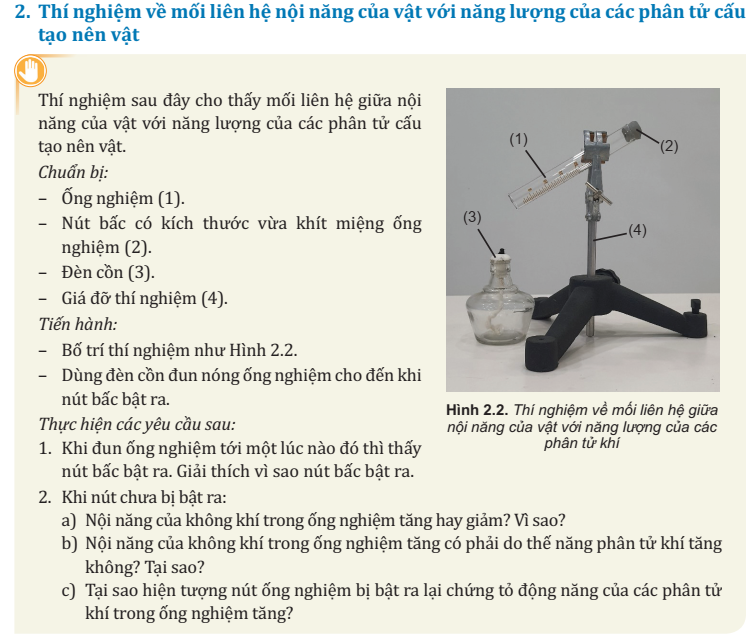 2. Thí nghiệm về mối liên hệ nội năng của vật với năng lượng của các phân tử cấu
tạo nên vật
Thí nghiệm sau đây cho thấy mối liên hệ giữa nội
năng của vật với năng lượng của các phân tử cấu
tạo nên vật.
Chuẩn bị:
– Ống nghiệm (1).
– Nút bấc có kích thước vừa khít miệng ống
nghiệm (2).
– Đèn cồn (3).
– Giá đỡ thí nghiệm (4).
Tiến hành:
– Bố trí thí nghiệm như Hình 2.2.
– Dùng đèn cồn đun nóng ống nghiệm cho đến khi
nút bấc bật ra.
Thực hiện các yêu cầu sau:
1. Khi đun ống nghiệm tới một lúc nào đó thì thấy
nút bấc bật ra. Giải thích vì sao nút bấc bật ra.
(1)
(2)
(3)
(4)
Hình 2.2. Thí nghiệm về mối liên hệ giữa
nội năng của vật với năng lượng của các
phân tử khí
2. Khi nút chưa bị bật ra:
a) Nội năng của không khí trong ống nghiệm tăng hay giảm? Vì sao?
b) Nội năng của không khí trong ống nghiệm tăng có phải do thế năng phân tử khí tăng
không? Tại sao?
c) Tại sao hiện tượng nút ống nghiệm bị bật ra lại chứng tỏ động năng của các phân tử
khí trong ống nghiệm tăng?